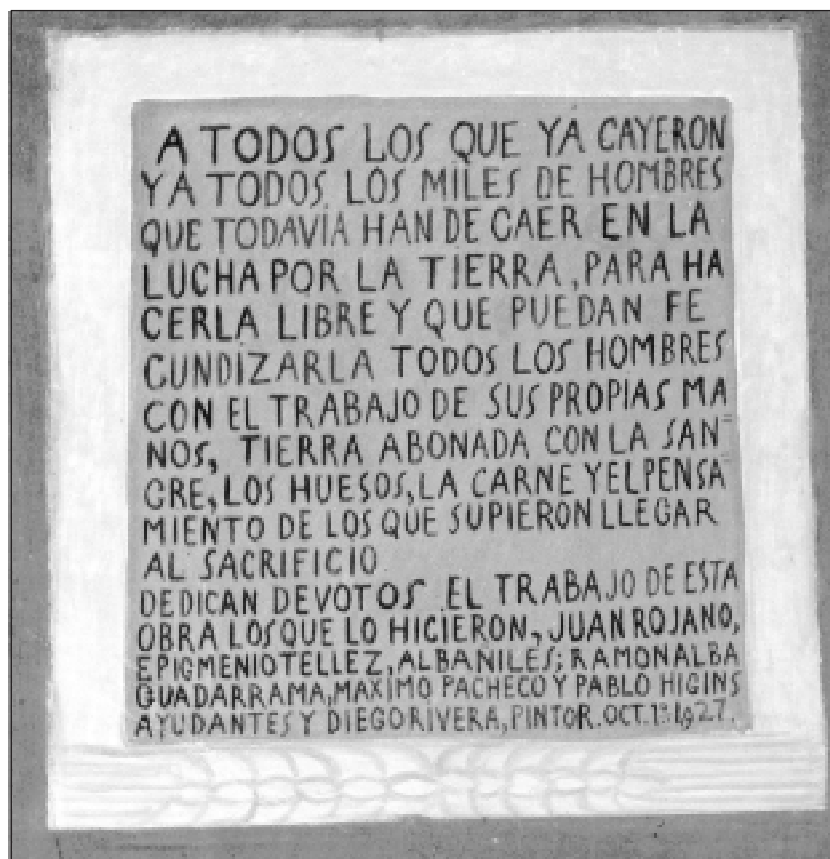 A TODOS LOS QUE YA CAYERON
Y A TODOS LOS MILES DE HOMBRES
QUE TODAVIA HAN DE CAER EN LA
LUCHA POR LA TIERRA, PARA HA
CERLA LIBRE Y QUE PUEDAN FE
CUNDIZARLA TODOS LOS HOMBRES
CON EL TRABAJO DE SUS PROPIAS MA
NOS, TIERRA ABONADA CON LA SAN=
GRE, LOS HUESOS, LA CARNE Y EL PENSA=
MIENTO DE LOS QUE SUPIERON LLEGAR
AL SACRIFICIO
DEDICAN DEVOTOS EL TRABAJO DE ESTA
OBRA LOS QUE LO HICIERON, JUAN ROJANO,
EPIGMENIO TELLEZ, ALBANILES; RAMON ALBA
GUADARRAMA, MAXIMO PACHECO Y PABLO HIGINS
AYUDANTES Y DIEGO RIVERA, PINTOR. OCT. 1º 1927.